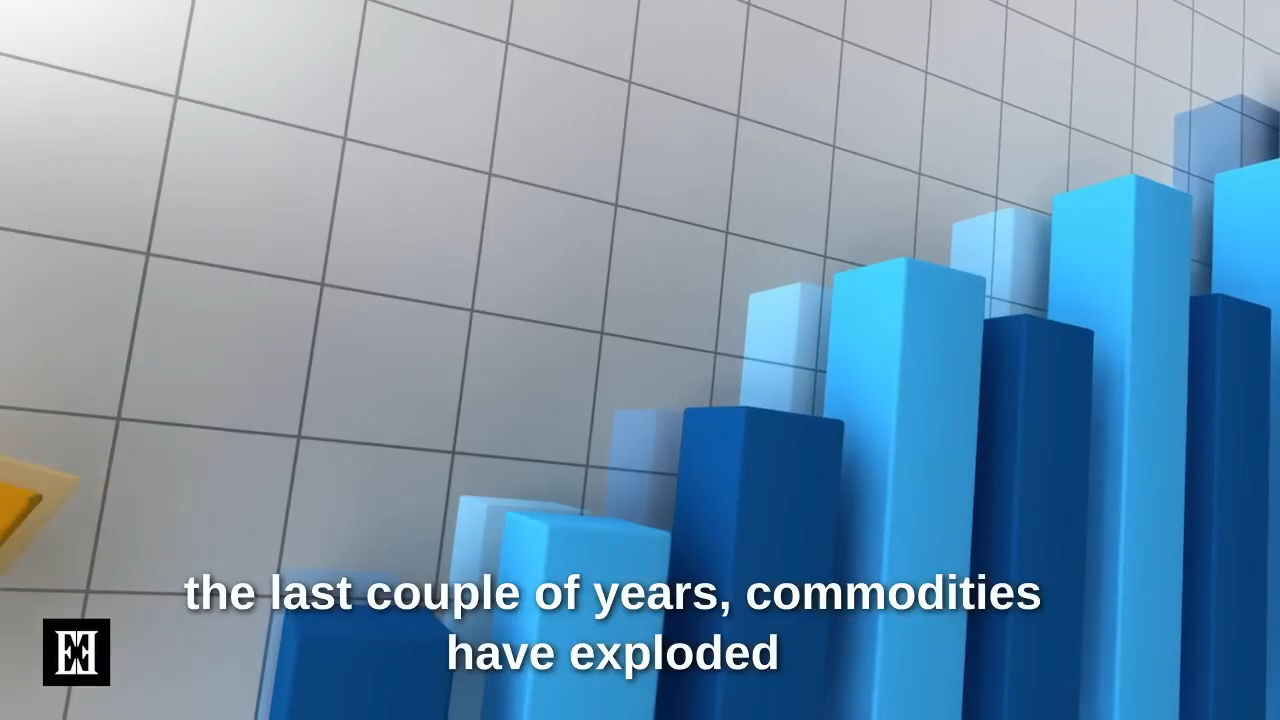 the last couple of years, commodities
have exploded